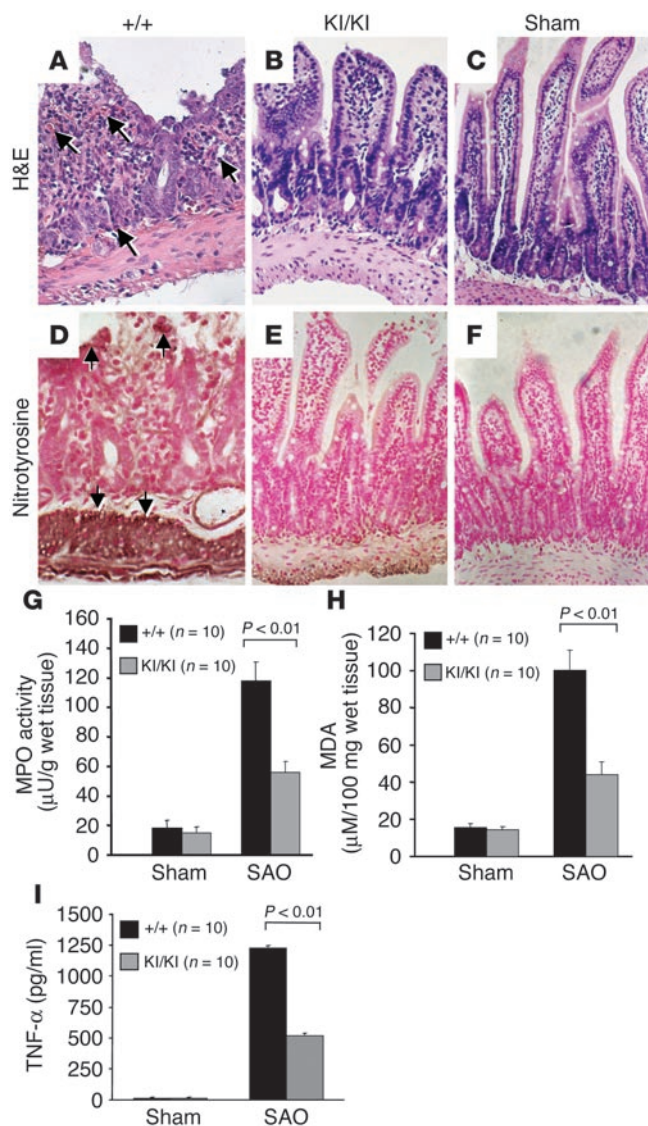 +/+ KI/KI Sham
H&E
A B C
Nitrotyrosine
D E F
G
MPO activity
(μU/g wet tissue)
160
140
120
100
80
60
40
20
0
+/+ (n = 10)
KI/KI (n = 10)
P < 0.01
Sham SAO
H
MDA
(μM/100 mg wet tissue)
120
100
80
60
40
20
0
+/+ (n = 10)
KI/KI (n = 10)
P < 0.01
Sham SAO
I
TNF-α (pg/ml)
1500
1250
1000
750
500
250
0
+/+ (n = 10)
KI/KI (n = 10)
P < 0.01
Sham SAO